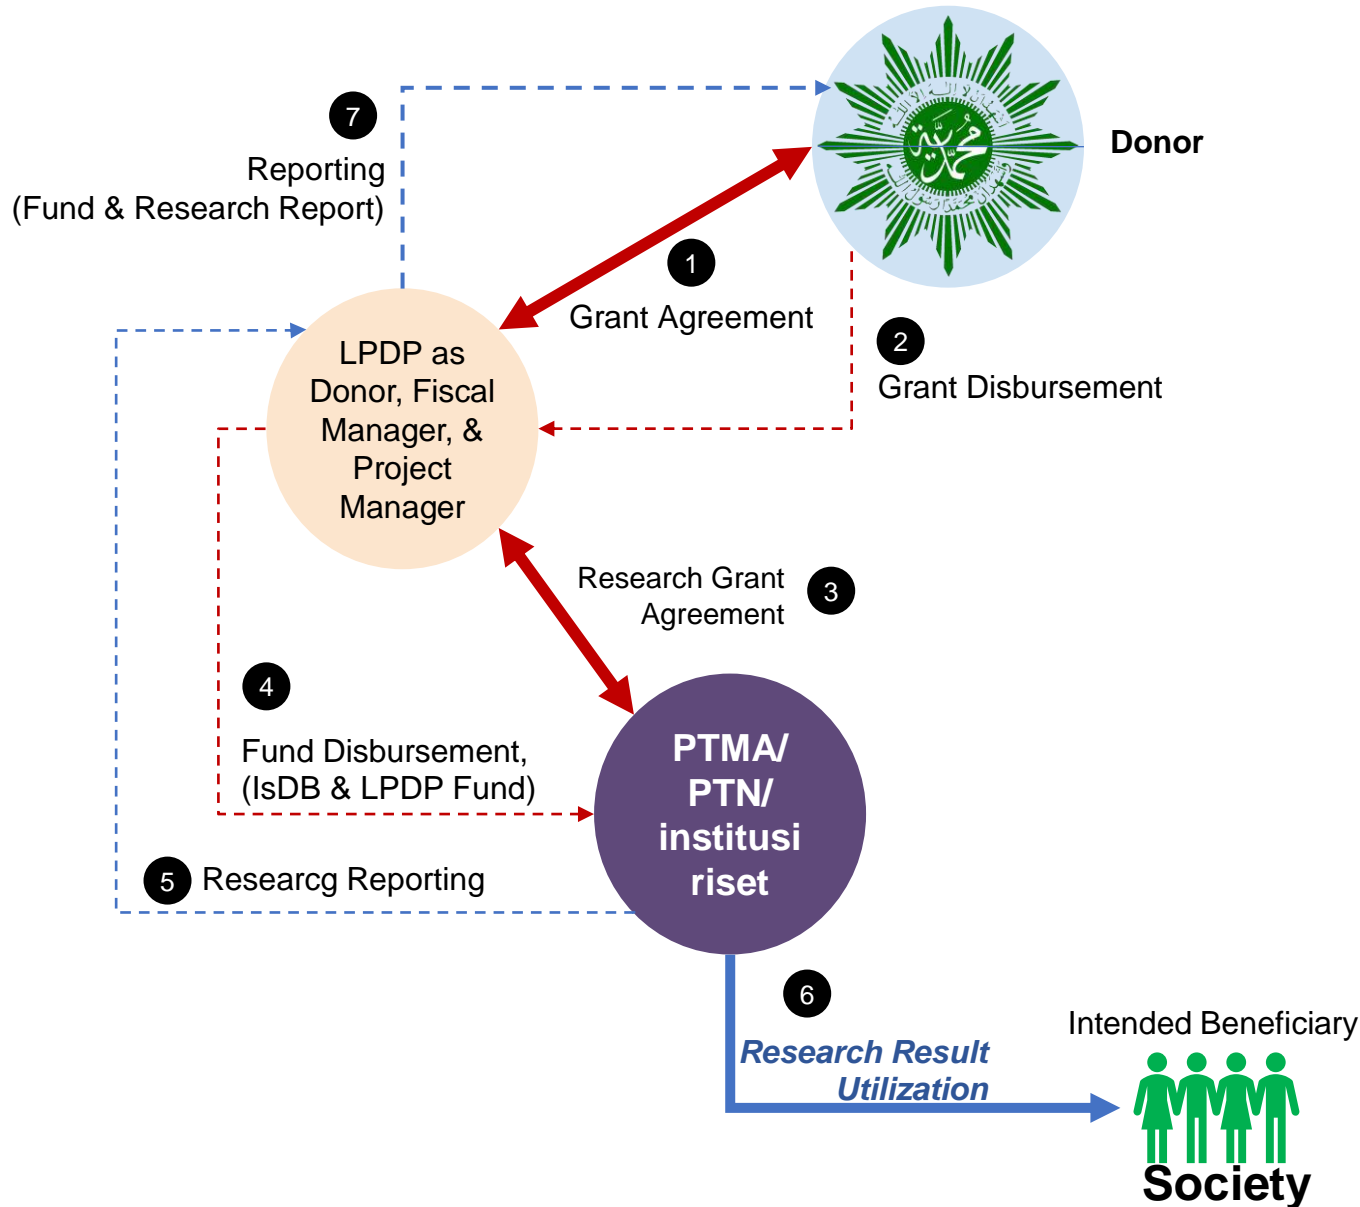 7
Reporting
(Fund & Research Report)
محمدية
Donor
1
Grant Agreement
2
Grant Disbursement
LPDP as
Donor, Fiscal
Manager, &
Project
Manager
Research Grant
Agreement
3
4
Fund Disbursement,
(IsDB & LPDP Fund)
PTMA/
PTN/
institusi
riset
5 Researcg Reporting
6
Research Result
Utilization
Intended Beneficiary
Society